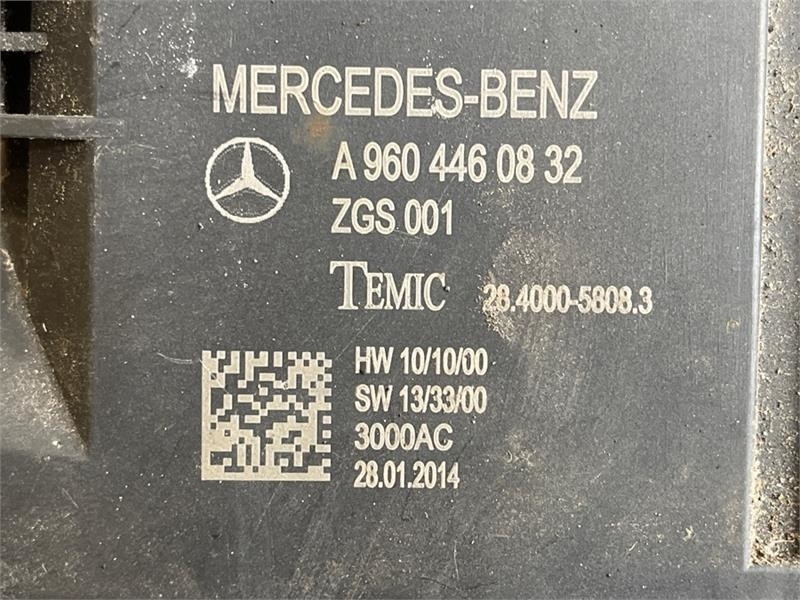 MERCEDES-BENZ
A 960 446 08 32
ZGS 001
TEMIC 28.4000-5808.3
HW 10/10/00
SW 13/33/00
3000AC
28.01.2014